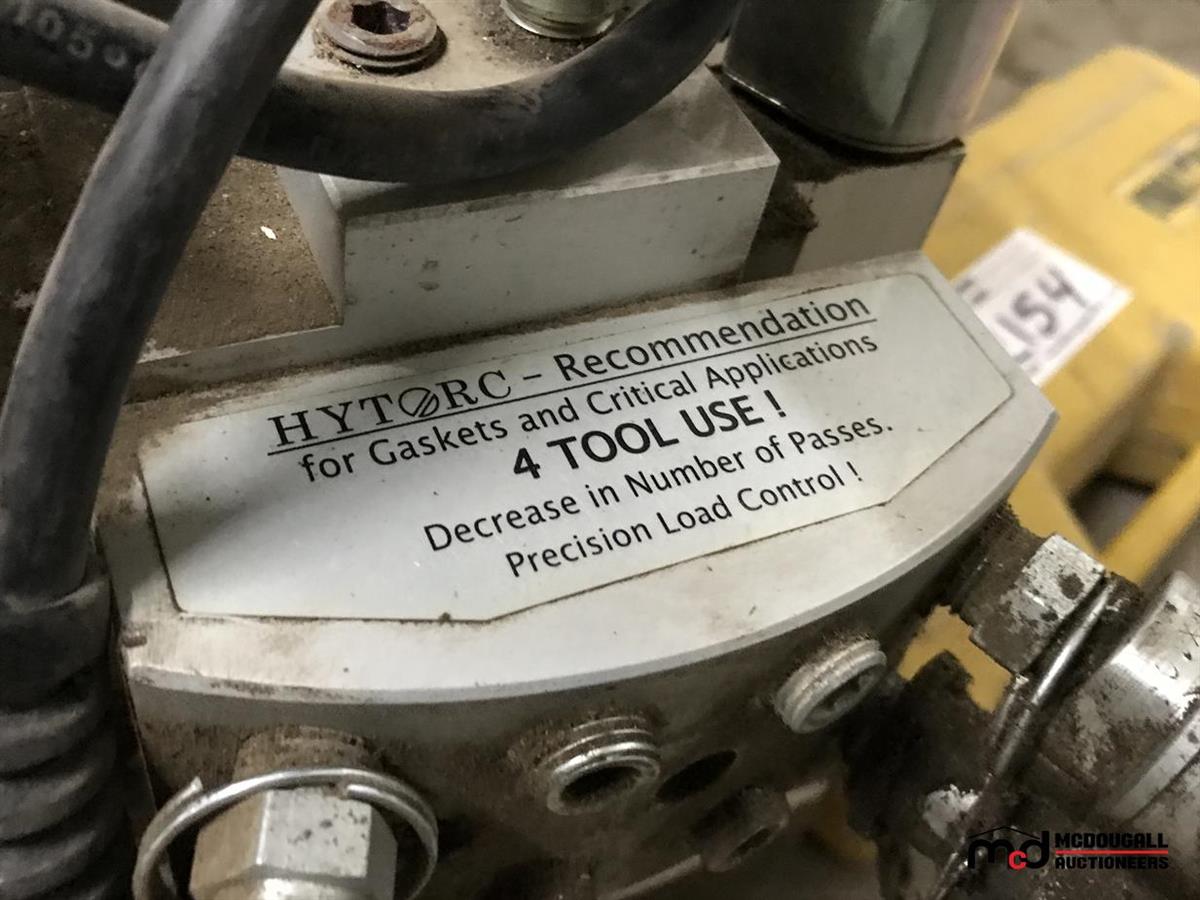 HYTORC - Recommendation
for Gaskets and Critical Applications
4 TOOL USE !
Decrease in Number of Passes.
Precision Load Control !
154
mcd MCDOUGALL
AUCTIONEERS